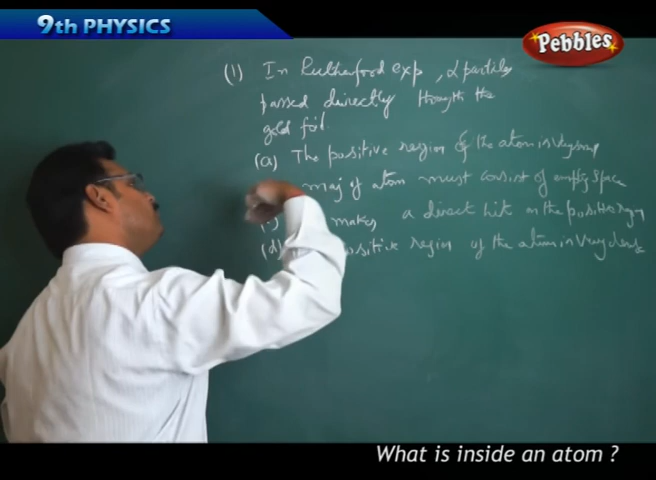 9th PHYSICS
Pebbles
(1) In Rutherford exp, α particles
passed directly through the
gold foil.
(a) The positive region of the atom is very small
maj of atom must consist of empty space
makes a direct hit on the positive region
(d) positive region of the atom is very dense
What is inside an atom ?